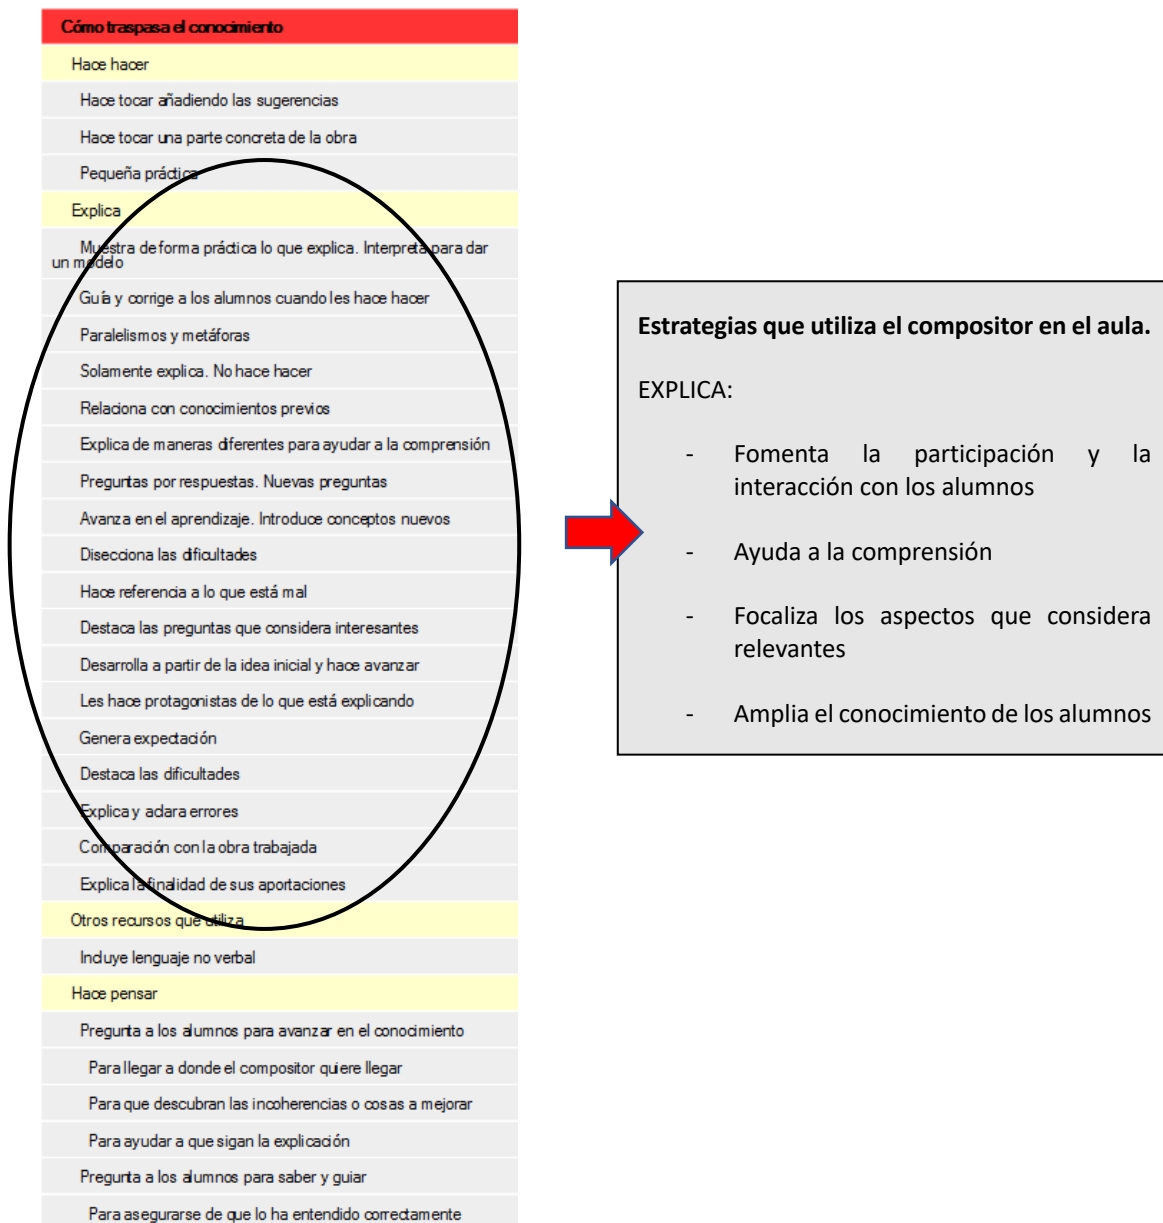 Cómo traspasa el conocimiento
Hace hacer
Hace tocar añadiendo las sugerencias
Hace tocar una parte concreta de la obra
Pequeña práctica
Explica
Muestra de forma práctica lo que explica. Interpreta para dar
un modelo
Guía y corrige a los alumnos cuando les hace hacer
Paralelismos y metáforas
Solamente explica. No hace hacer
Relaciona con conocimientos previos
Explica de maneras diferentes para ayudar a la comprensión
Preguntas por respuestas. Nuevas preguntas
Avanza en el aprendizaje. Introduce conceptos nuevos
Disecciona las dificultades
Hace referencia a lo que está mal
Destaca las preguntas que considera interesantes
Desarrolla a partir de la idea inicial y hace avanzar
Les hace protagonistas de lo que está explicando
Genera expectación
Destaca las dificultades
Explica y aclara errores
Comparación con la obra trabajada
Explica la finalidad de sus aportaciones
Otros recursos que utiliza
Incluye lenguaje no verbal
Hace pensar
Pregunta a los alumnos para avanzar en el conocimiento
Para llegar a donde el compositor quiere llegar
Para que descubran las incoherencias o cosas a mejorar
Para ayudar a que sigan la explicación
Pregunta a los alumnos para saber y guiar
Para asegurarse de que lo ha entendido correctamente
Estrategias que utiliza el compositor en el aula.
EXPLICA:
- Fomenta la participación y la
interacción con los alumnos
- Ayuda a la comprensión
- Focaliza los aspectos que considera
relevantes
- Amplia el conocimiento de los alumnos